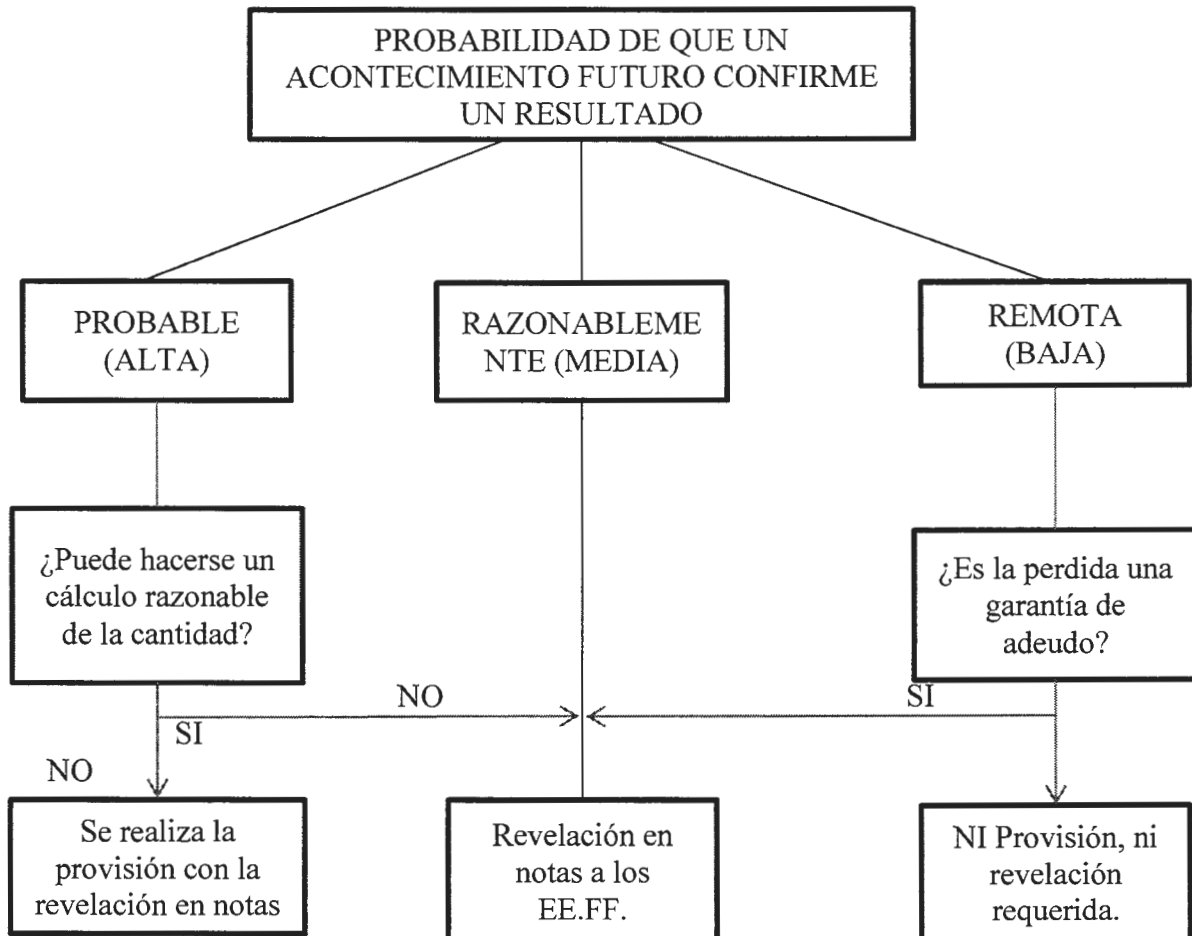 PROBABILIDAD DE QUE UN
ACONTECIMIENTO FUTURO CONFIRME
UN RESULTADO
PROBABLE
(ALTA)
RAZONABLEME
NTE (MEDIA)
REMOTA
(BAJA)
¿Puede hacerse un
cálculo razonable
de la cantidad?
¿Es la perdida una
garantía de
adeudo?
NO
SI
SI
NO
Se realiza la
provisión con la
revelación en notas
Revelación en
notas a los
EE.FF.
NI Provisión, ni
revelación
requerida.